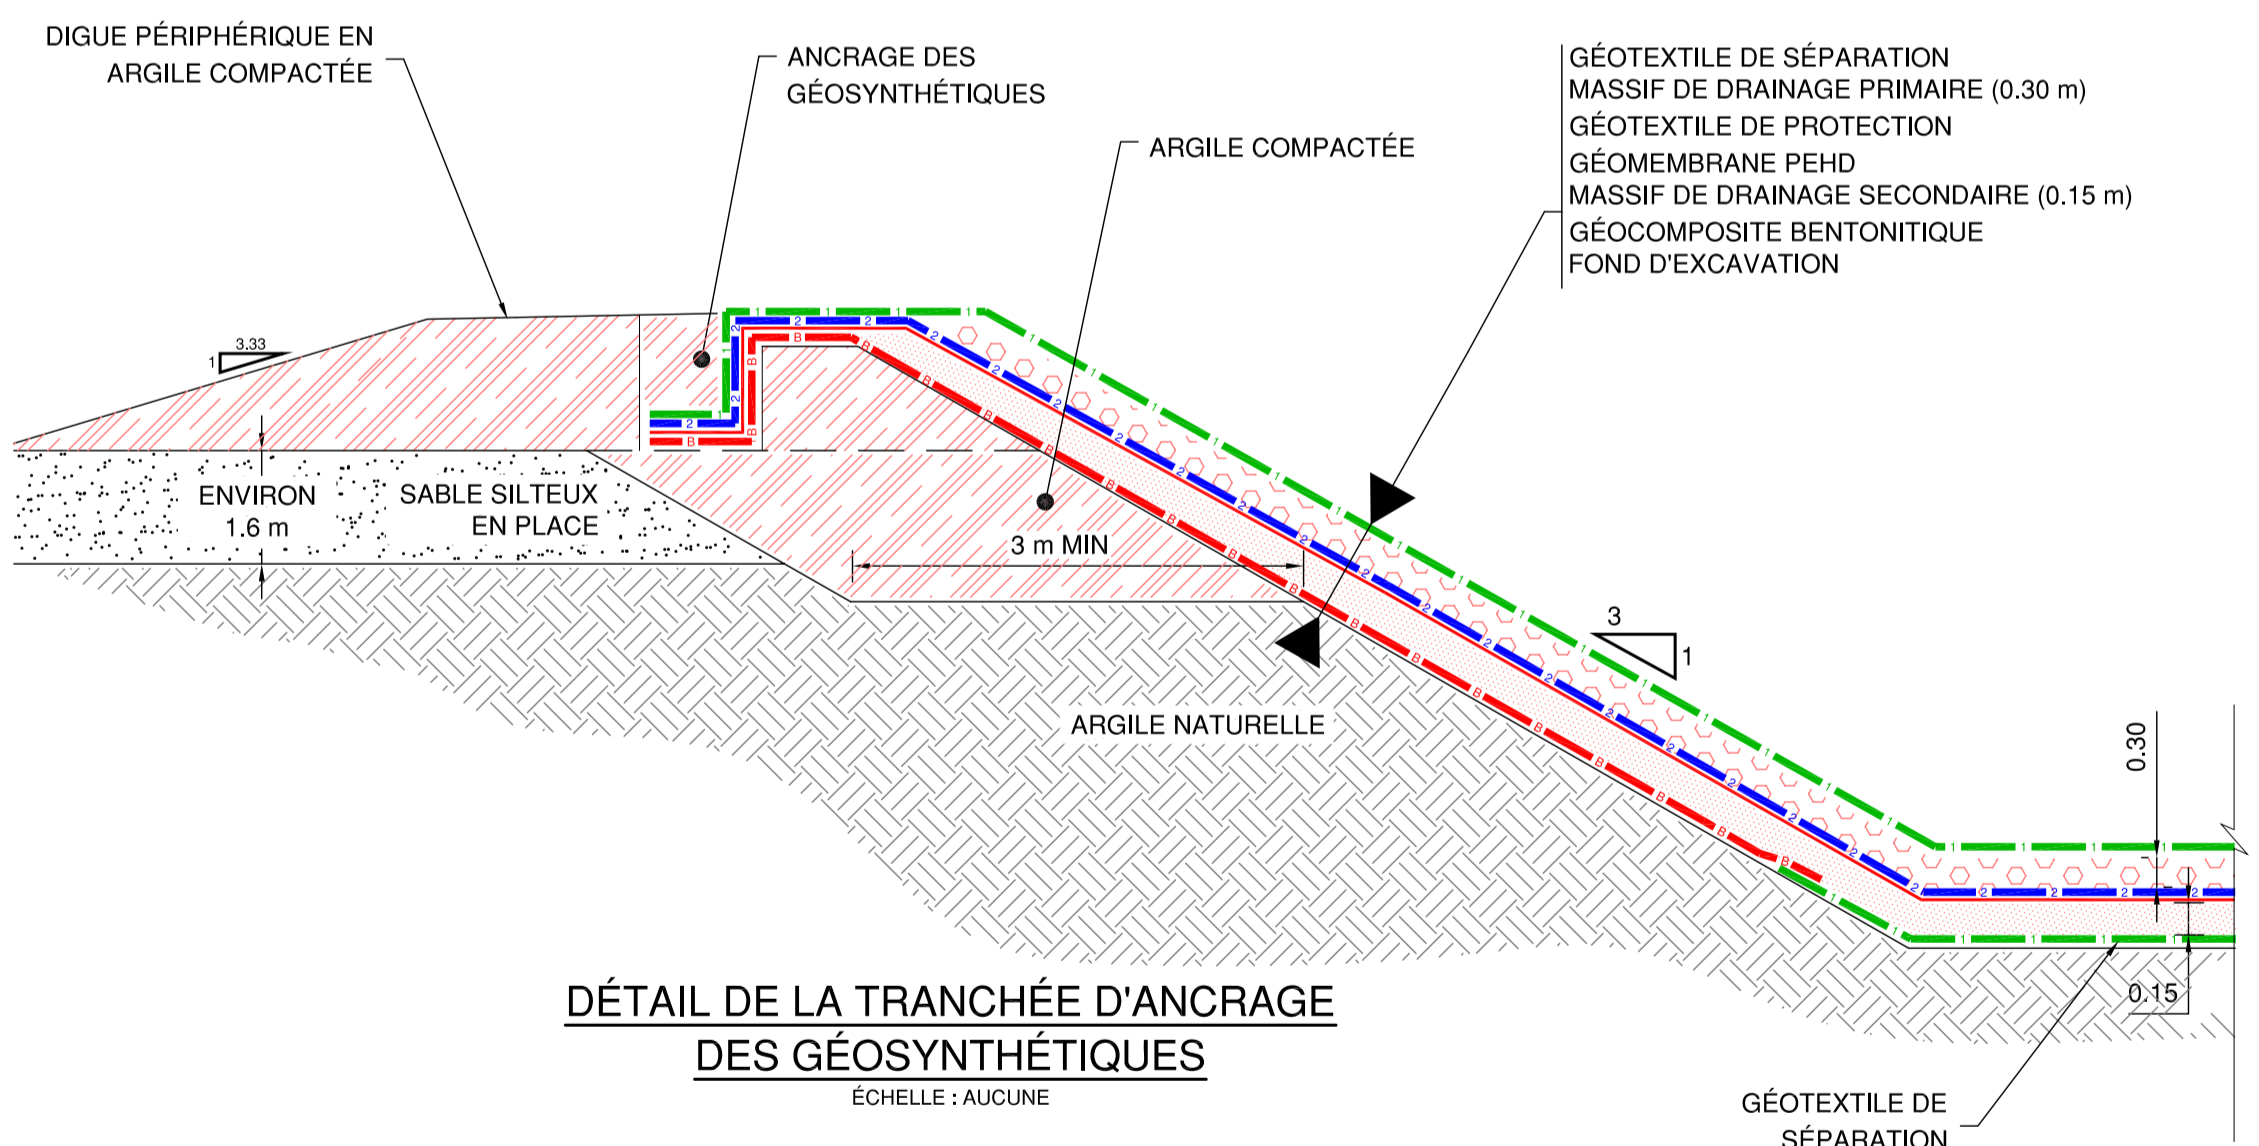 DIGUE PÉRIPHÉRIQUE EN
ARGILE COMPACTÉE
ANCRAGE DES
GÉOSYNTHÉTIQUES
ARGILE COMPACTÉE
GÉOTEXTILE DE SÉPARATION
MASSIF DE DRAINAGE PRIMAIRE (0.30 m)
GÉOTEXTILE DE PROTECTION
GÉOMEMBRANE PEHD
MASSIF DE DRAINAGE SECONDAIRE (0.15 m)
GÉOCOMPOSITE BENTONITIQUE
FOND D'EXCAVATION
3.33
1
ENVIRON
1.6 m
SABLE SILTEUX
EN PLACE
3 m MIN
3
1
ARGILE NATURELLE
0.30
0.15
DÉTAIL DE LA TRANCHÉE D'ANCRAGE
DES GÉOSYNTHÉTIQUES
ÉCHELLE : AUCUNE
GÉOTEXTILE DE
SÉPARATION